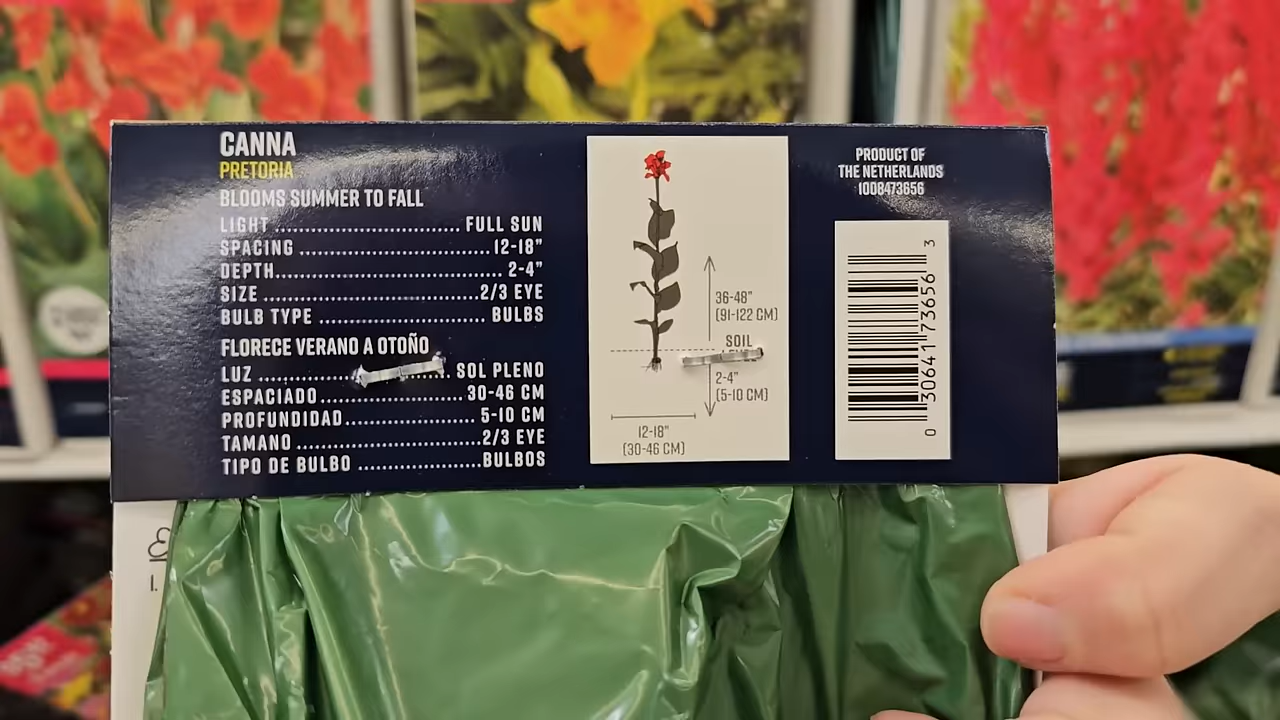 CANNA
PRETORIA
BLOOMS SUMMER TO FALL
LIGHT ........................................ FULL SUN
SPACING ........................................ 12-18"
DEPTH........................................ 2-4"
SIZE ........................................2/3 EYE
BULB TYPE ........................................ BULBS
FLORECE VERANO A OTOÑO
LUZ ........................................ SOL PLENO
ESPACIADO ........................................ 30-46 CM
PROFUNDIDAD........................................ 5-10 CM
TAMANO ........................................2/3 EYE
TIPO DE BULBO ........................................BULBOS
36-48"
(91-122 CM)
SOIL
2-4"
(5-10 CM)
12-18"
(30-46 CM)
PRODUCT OF
THE NETHERLANDS
1008473656
0 30641 73656 3